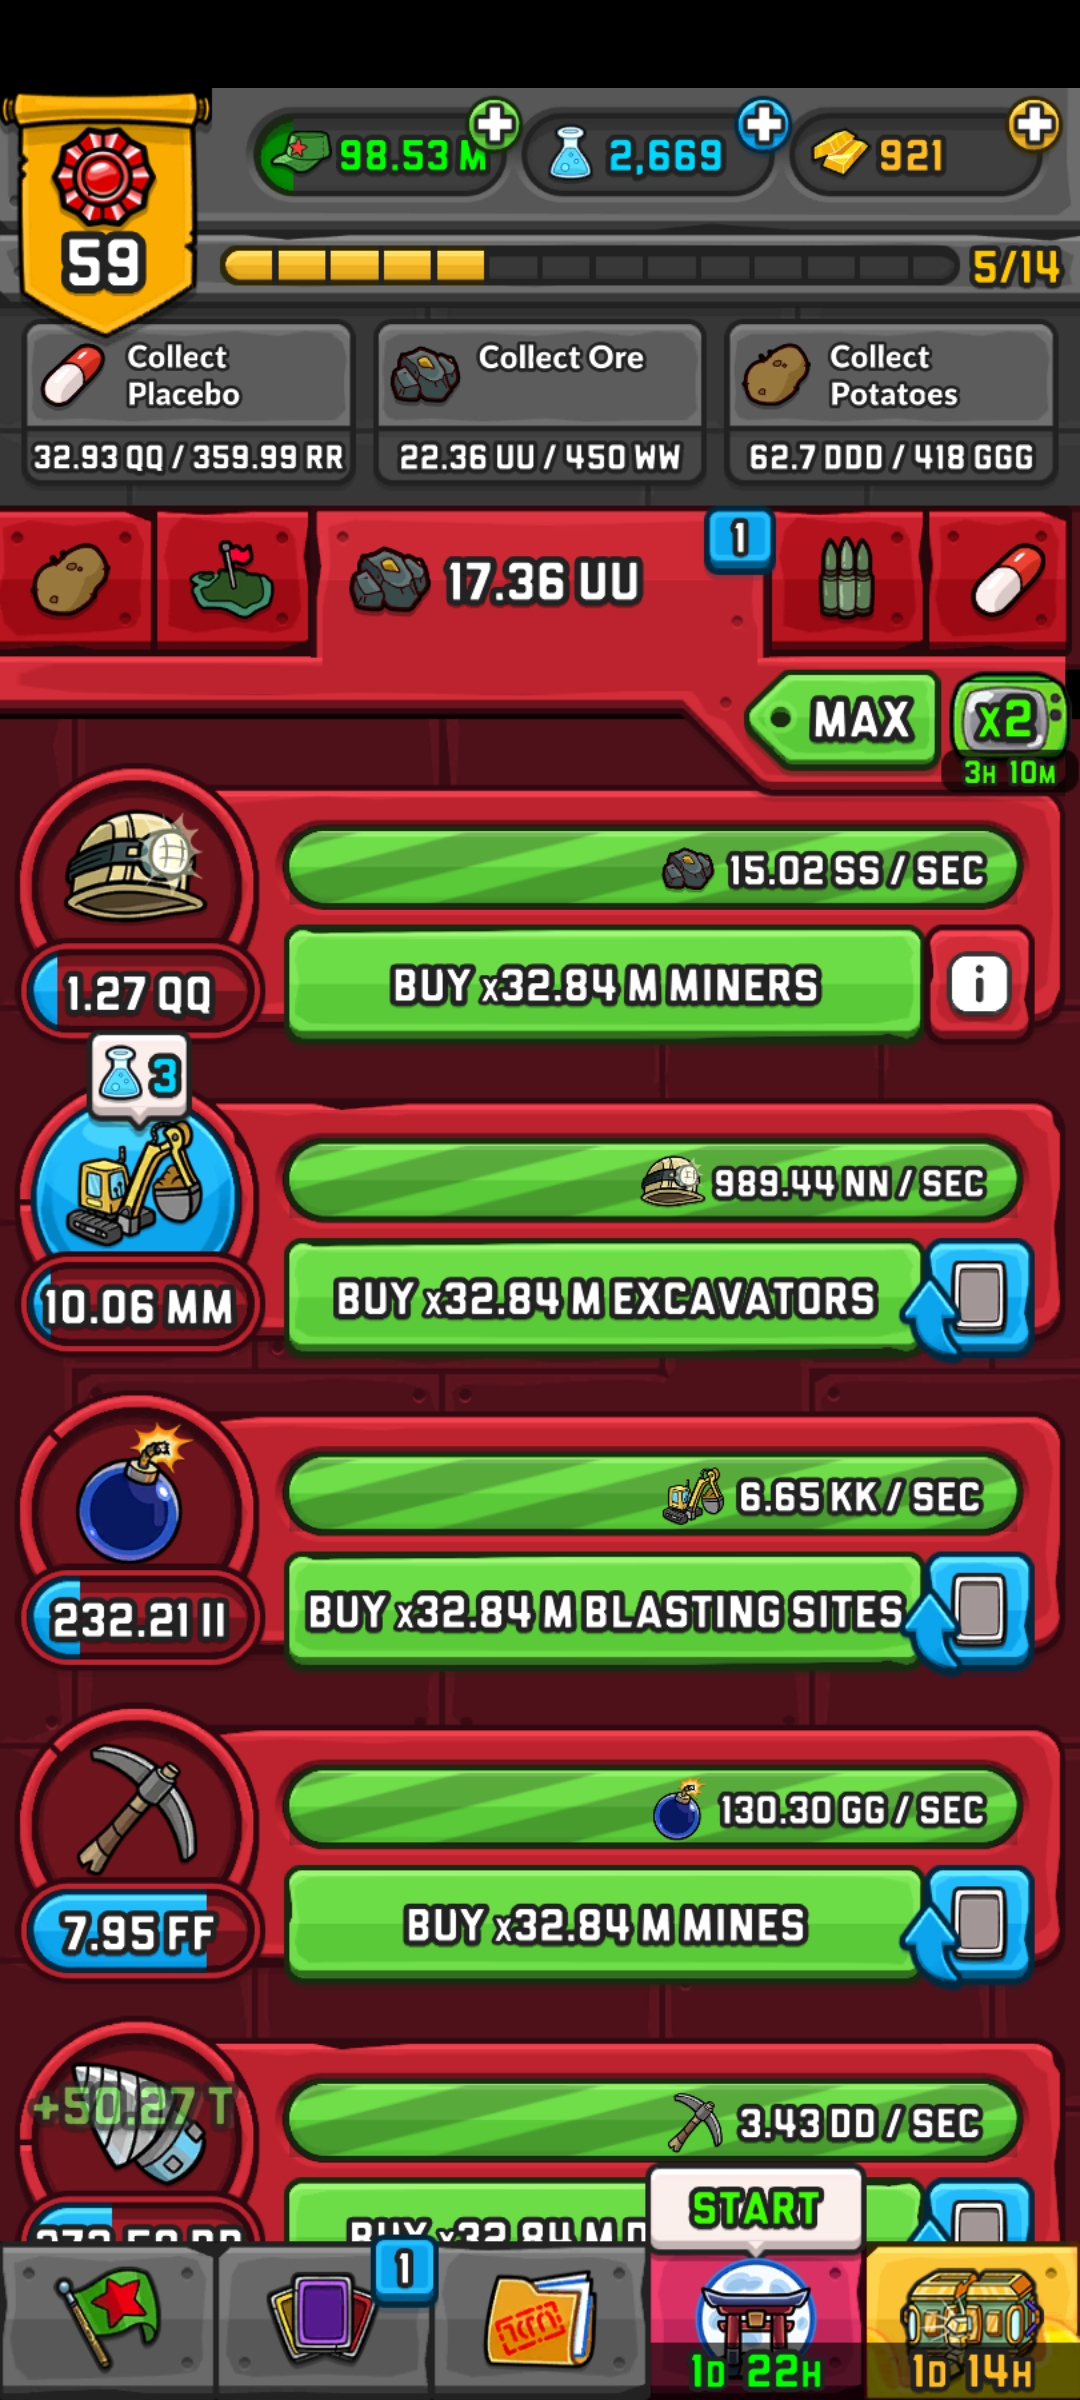 98.53 M
2,669
921
59
5/14
Collect
Placebo
32.93 QQ / 359.99 RR
Collect Ore
22.36 UU / 450 WW
Collect
Potatoes
62.7 DDD / 418 GGG
17.36 UU
1
MAX
x2
3H 10M
15.02 SS / SEC
1.27 QQ
BUY x32.84 M MINERS
i
3
989.44 NN / SEC
10.06 MM
BUY x32.84 M EXCAVATORS
6.65 KK / SEC
232.21 II
BUY x32.84 M BLASTING SITES
130.30 GG / SEC
7.95 FF
BUY x32.84 M MINES
+50.27 T
3.43 DD / SEC
BUY x32.84 M
START
1
1D 22H
1D 14H